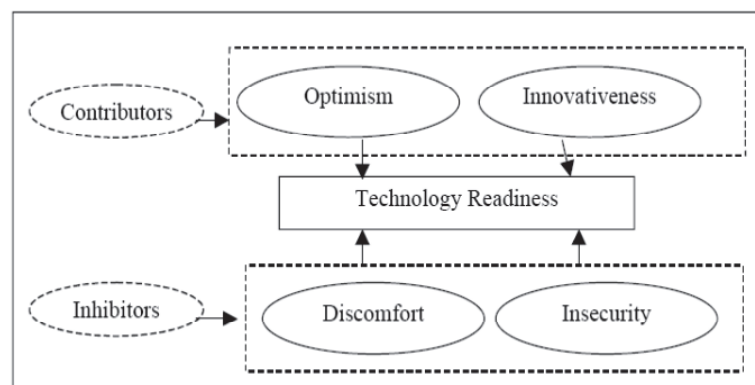 Optimism
Innovativeness
Contributors
Technology Readiness
Inhibitors
Discomfort
Insecurity